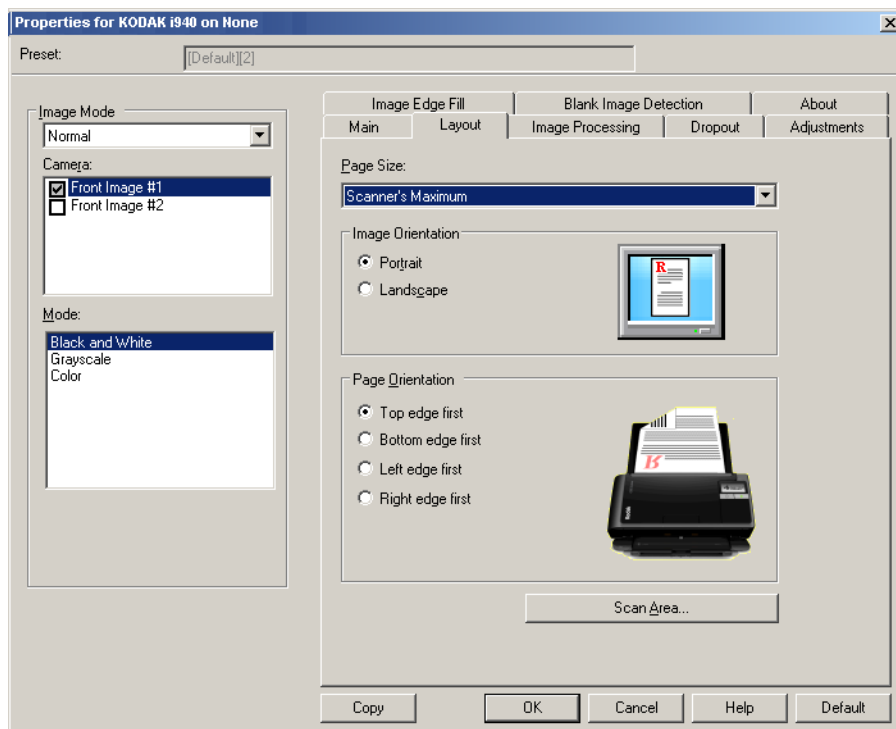 Properties for KODAK i940 on None
Preset:
[Default][2]
Image Mode
Normal
Camera:
Front Image #1
Front Image #2
Mode:
Black and White
Grayscale
Color
Image Edge Fill
Blank Image Detection
About
Main
Layout
Image Processing
Dropout
Adjustments
Page Size:
Scanner's Maximum
Image Orientation
Portrait
Landscape
R
Page Orientation
Top edge first
Bottom edge first
Left edge first
Right edge first
R
Kodak
Scan Area...
Copy
OK
Cancel
Help
Default